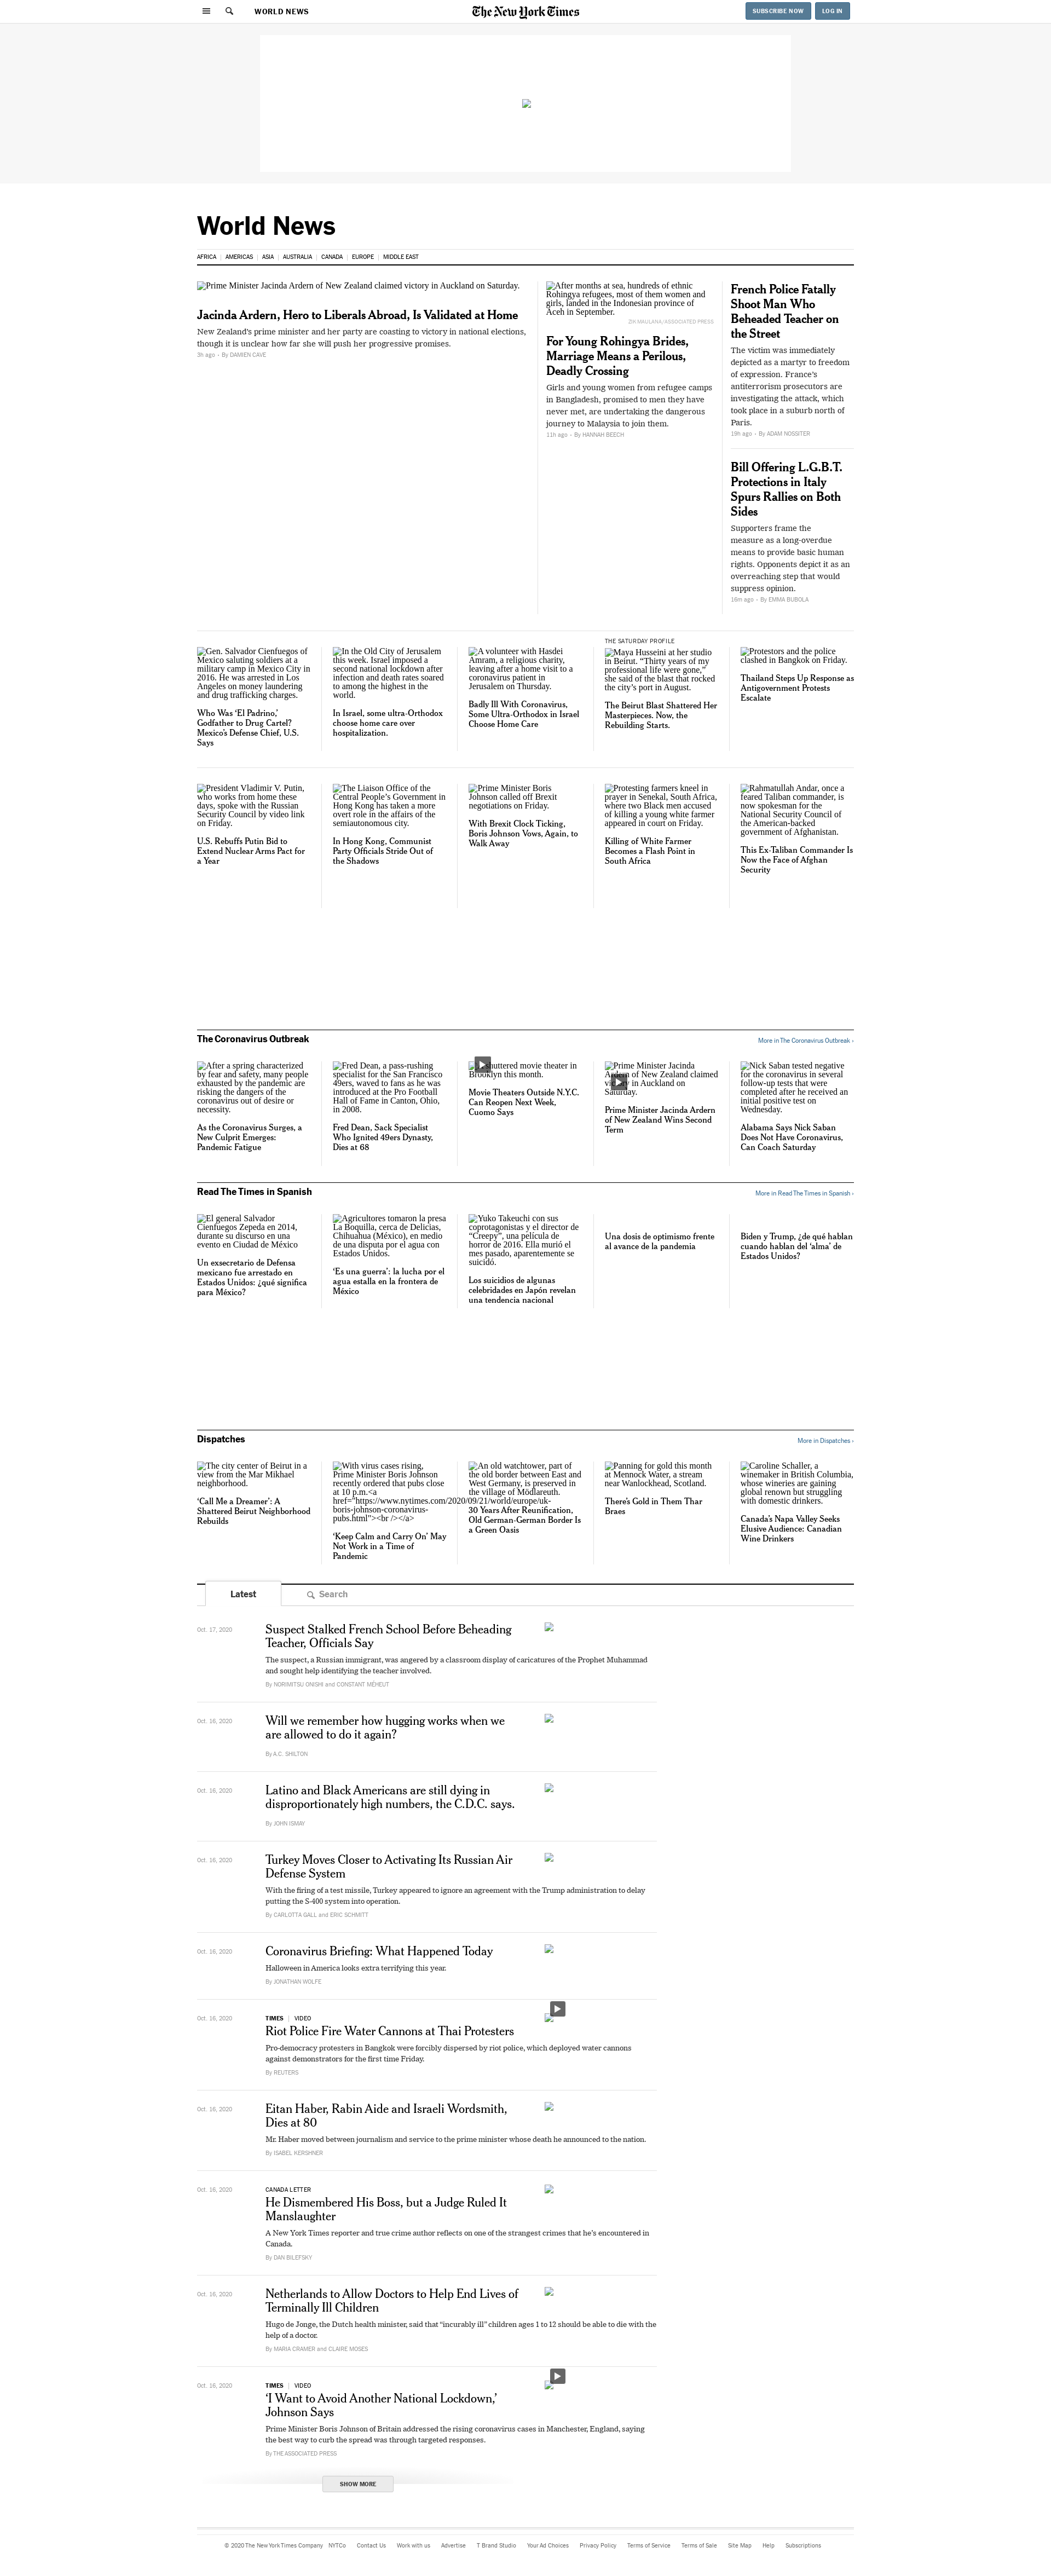 WORLD NEWS
The New York Times
SUBSCRIBE NOW
LOG IN
World News
AFRICA
AMERICAS
ASIA
AUSTRALIA
CANADA
EUROPE
MIDDLE EAST
Prime Minister Jacinda Ardern of New Zealand claimed victory in Auckland on Saturday.
Jacinda Ardern, Hero to Liberals Abroad, Is Validated at Home
New Zealand's prime minister and her party are coasting to victory in national elections,
though it is unclear how far she will push her progressive promises.
3h ago · By DAMIEN CAVE
After months at sea, hundreds of ethnic
Rohingya refugees, most of them women and
girls, landed in the Indonesian province of
Aceh in September.
ZIK MAULANA/ASSOCIATED PRESS
For Young Rohingya Brides,
Marriage Means a Perilous,
Deadly Crossing
Girls and young women from refugee camps
in Bangladesh, promised to men they have
never met, are undertaking the dangerous
journey to Malaysia to join them.
11h ago · By HANNAH BEECH
French Police Fatally
Shoot Man Who
Beheaded Teacher on
the Street
The victim was immediately
depicted as a martyr to freedom
of expression. France's
antiterrorism prosecutors are
investigating the attack, which
took place in a suburb north of
Paris.
19h ago · By ADAM NOSSITER
Bill Offering L.G.B.T.
Protections in Italy
Spurs Rallies on Both
Sides
Supporters frame the
measure as a long-overdue
means to provide basic human
rights. Opponents depict it as an
overreaching step that would
suppress opinion.
16m ago · By EMMA BUBOLA
Gen. Salvador Cienfuegos of
Mexico saluting soldiers at a
military camp in Mexico City in
2016. He was arrested in Los
Angeles on money laundering
and drug trafficking charges.
Who Was 'El Padrino,'
Godfather to Drug Cartel?
Mexico's Defense Chief, U.S.
Says
In the Old City of Jerusalem
this week. Israel imposed a
second national lockdown after
infection and death rates soared
to among the highest in the
world.
In Israel, some ultra-Orthodox
choose home care over
hospitalization.
A volunteer with Hasdei
Amram, a religious charity,
leaving after a home visit to a
coronavirus patient in
Jerusalem on Thursday.
Badly Ill With Coronavirus,
Some Ultra-Orthodox in Israel
Choose Home Care
THE SATURDAY PROFILE
Maya Husseini at her studio
in Beirut. "Thirty years of my
professional life were gone,"
she said of the blast that rocked
the city's port in August.
The Beirut Blast Shattered Her
Masterpieces. Now, the
Rebuilding Starts.
Protestors and the police
clashed in Bangkok on Friday.
Thailand Steps Up Response as
Antigovernment Protests
Escalate
President Vladimir V. Putin,
who works from home these
days, spoke with the Russian
Security Council by video link
on Friday.
U.S. Rebuffs Putin Bid to
Extend Nuclear Arms Pact for
a Year
The Liaison Office of the
Central People's Government in
Hong Kong has taken a more
overt role in the affairs of the
semiautonomous city.
In Hong Kong, Communist
Party Officials Stride Out of
the Shadows
Prime Minister Boris
Johnson called off Brexit
negotiations on Friday.
With Brexit Clock Ticking,
Boris Johnson Vows, Again, to
Walk Away
Protesting farmers kneel in
prayer in Senekal, South Africa,
where two Black men accused
of killing a young white farmer
appeared in court on Friday.
Killing of White Farmer
Becomes a Flash Point in
South Africa
Rahmatullah Andar, once a
feared Taliban commander, is
now spokesman for the
National Security Council of
the American-backed
government of Afghanistan.
This Ex-Taliban Commander Is
Now the Face of Afghan
Security
The Coronavirus Outbreak
More in The Coronavirus Outbreak ›
After a spring characterized
by fear and safety, many people
exhausted by the pandemic are
risking the dangers of the
coronavirus out of desire or
necessity.
As the Coronavirus Surges, a
New Culprit Emerges:
Pandemic Fatigue
Fred Dean, a pass-rushing
specialist for the San Francisco
49ers, waved to fans as he was
introduced at the Pro Football
Hall of Fame in Canton, Ohio,
in 2008.
Fred Dean, Sack Specialist
Who Ignited 49ers Dynasty,
Dies at 68
ttered movie theater in
Brooklyn this month.
Movie Theaters Outside N.Y.C.
Can Reopen Next Week,
Cuomo Says
Prime Minister Jacinda
of New Zealand claimed
in Auckland on
Saturday.
Prime Minister Jacinda Ardern
of New Zealand Wins Second
Term
Nick Saban tested negative
for the coronavirus in several
follow-up tests that were
completed after he received an
initial positive test on
Wednesday.
Alabama Says Nick Saban
Does Not Have Coronavirus,
Can Coach Saturday
Read The Times in Spanish
More in Read The Times in Spanish ›
El general Salvador
Cienfuegos Zepeda en 2014,
durante su discurso en una
evento en Ciudad de México
Un exsecretario de Defensa
mexicano fue arrestado en
Estados Unidos: ¿qué significa
para México?
Agricultores tomaron la presa
La Boquilla, cerca de Delicias,
Chihuahua (México), en medio
de una disputa por el agua con
Estados Unidos.
'Es una guerra': la lucha por el
agua estalla en la frontera de
México
Yuko Takeuchi con sus
coprotagonistas y el director de
"Creepy", una película de
horror de 2016. Ella murió el
mes pasado, aparentemente se
suicidó.
Los suicidios de algunas
celebridades en Japón revelan
una tendencia nacional
Una dosis de optimismo frente
al avance de la pandemia
Biden y Trump, ¿de qué hablan
cuando hablan del 'alma' de
Estados Unidos?
Dispatches
More in Dispatches ›
The city center of Beirut in a
view from the Mar Mikhael
neighborhood.
'Call Me a Dreamer': A
Shattered Beirut Neighborhood
Rebuilds
With virus cases rising,
Prime Minister Boris Johnson
recently ordered that pubs close
at 10 p.m.<a
href="https://www.nytimes.com/2020/09/21/world/europe/uk-
boris-johnson-coronavirus-
pubs.html"><br /></a>
'Keep Calm and Carry On' May
Not Work in a Time of
Pandemic
An old watchtower, part of
the old border between East and
West Germany, is preserved in
the village of Mödlareuth.
30 Years After Reunification,
Old German-German Border Is
a Green Oasis
Panning for gold this month
at Mennock Water, a stream
near Wanlockhead, Scotland.
There's Gold in Them Thar
Braes
Caroline Schaller, a
winemaker in British Columbia,
whose wineries are gaining
global renown but struggling
with domestic drinkers.
Canada's Napa Valley Seeks
Elusive Audience: Canadian
Wine Drinkers
Latest
Search
Oct. 17, 2020
Suspect Stalked French School Before Beheading
Teacher, Officials Say
The suspect, a Russian immigrant, was angered by a classroom display of caricatures of the Prophet Muhammad
and sought help identifying the teacher involved.
By NORIMITSU ONISHI and CONSTANT MÉHEUT
Oct. 16, 2020
Will we remember how hugging works when we
are allowed to do it again?
By A.C. SHILTON
Oct. 16, 2020
Latino and Black Americans are still dying in
disproportionately high numbers, the C.D.C. says.
By JOHN ISMAY
Oct. 16, 2020
Turkey Moves Closer to Activating Its Russian Air
Defense System
With the firing of a test missile, Turkey appeared to ignore an agreement with the Trump administration to delay
putting the S-400 system into operation.
By CARLOTTA GALL and ERIC SCHMITT
Oct. 16, 2020
Coronavirus Briefing: What Happened Today
Halloween in America looks extra terrifying this year.
By JONATHAN WOLFE
Oct. 16, 2020
TIMES | VIDEO
Riot Police Fire Water Cannons at Thai Protesters
Pro-democracy protesters in Bangkok were forcibly dispersed by riot police, which deployed water cannons
against demonstrators for the first time Friday.
By REUTERS
Oct. 16, 2020
Eitan Haber, Rabin Aide and Israeli Wordsmith,
Dies at 80
Mr. Haber moved between journalism and service to the prime minister whose death he announced to the nation.
By ISABEL KERSHNER
Oct. 16, 2020
CANADA LETTER
He Dismembered His Boss, but a Judge Ruled It
Manslaughter
A New York Times reporter and true crime author reflects on one of the strangest crimes that he's encountered in
Canada.
By DAN BILEFSKY
Oct. 16, 2020
Netherlands to Allow Doctors to Help End Lives of
Terminally Ill Children
Hugo de Jonge, the Dutch health minister, said that "incurably ill" children ages 1 to 12 should be able to die with the
help of a doctor.
By MARIA CRAMER and CLAIRE MOSES
Oct. 16, 2020
TIMES | VIDEO
'I Want to Avoid Another National Lockdown,'
Johnson Says
Prime Minister Boris Johnson of Britain addressed the rising coronavirus cases in Manchester, England, saying
the best way to curb the spread was through targeted responses.
By THE ASSOCIATED PRESS
SHOW MORE
© 2020 The New York Times Company
NYTCo
Contact Us
Work with us
Advertise
T Brand Studio
Your Ad Choices
Privacy Policy
Terms of Service
Terms of Sale
Site Map
Help
Subscriptions